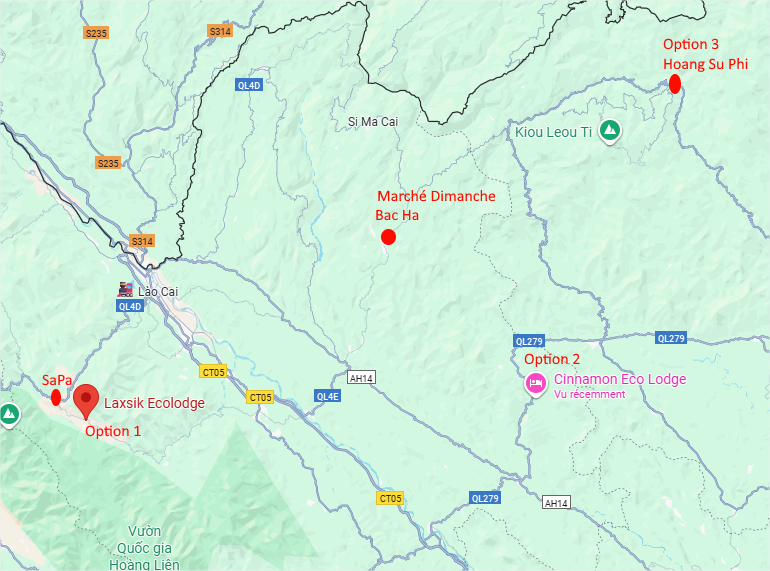 S235
S314
Option 3
Hoang Su Phi
QL4D
Si Ma Cai
Kiou Leou Ti
S235
Marché Dimanche
Bac Ha
S314
Lào Cai
QL4D
QL279
QL279
Option 2
CT05
AH14
SaPa
Cinnamon Eco Lodge
Vu récemment
Laxsik Ecolodge
CT05
QL4E
Option 1
CT05
QL279
AH14
Vườn
Quốc gia
Hoàng Liên